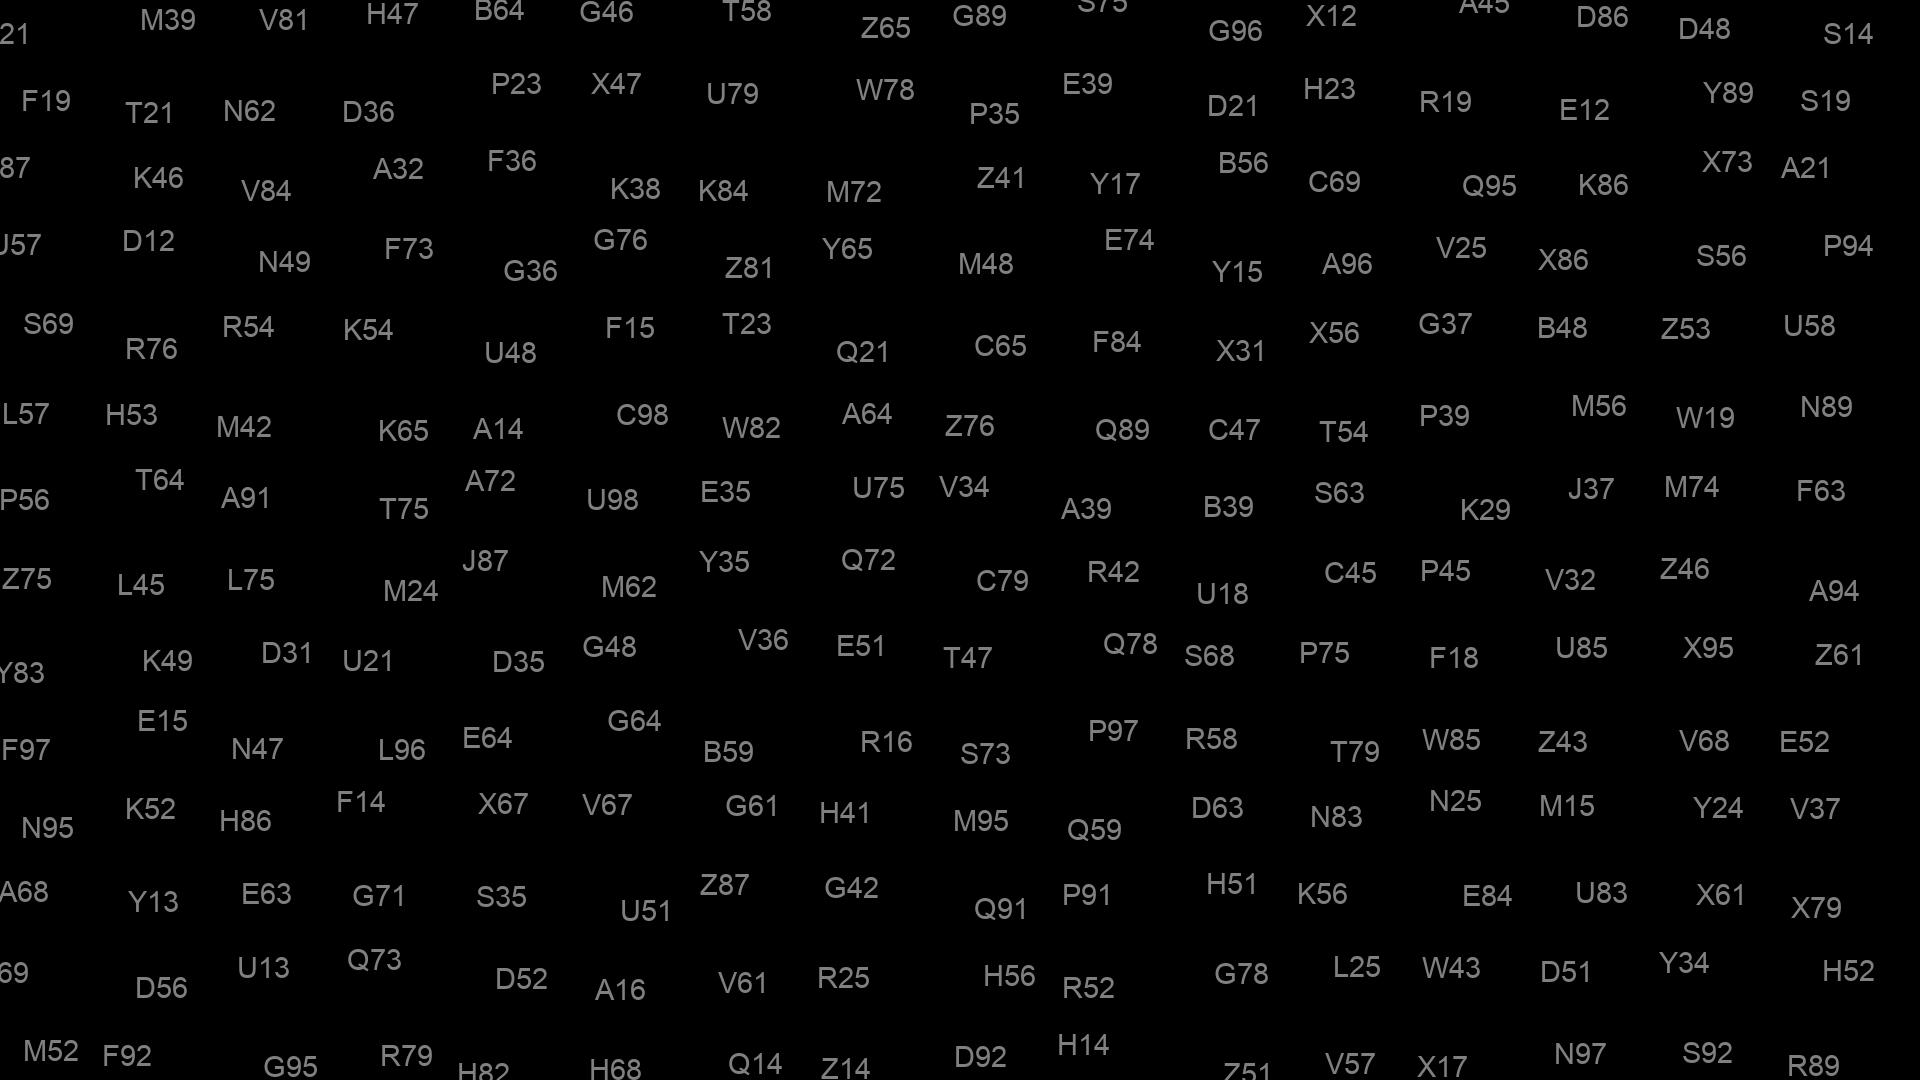 21 M39 V81 H47 B64 G46 T58 Z65 G89 S75 G96 X12 A45 D86 D48 S14
F19 T21 N62 D36 P23 X47 U79 W78 P35 E39 D21 H23 R19 E12 Y89 S19
87 K46 V84 A32 F36 K38 K84 M72 Z41 Y17 B56 C69 Q95 K86 X73 A21
J57 D12 N49 F73 G36 G76 Z81 Y65 M48 E74 Y15 A96 V25 X86 S56 P94
S69 R76 R54 K54 U48 F15 T23 Q21 C65 F84 X31 X56 G37 B48 Z53 U58
L57 H53 M42 K65 A14 C98 W82 A64 Z76 Q89 C47 T54 P39 M56 W19 N89
P56 T64 A91 T75 A72 U98 E35 U75 V34 A39 B39 S63 K29 J37 M74 F63
Z75 L45 L75 M24 J87 M62 Y35 Q72 C79 R42 U18 C45 P45 V32 Z46 A94
Y83 K49 D31 U21 D35 G48 V36 E51 T47 Q78 S68 P75 F18 U85 X95 Z61
F97 E15 N47 L96 E64 G64 B59 R16 S73 P97 R58 T79 W85 Z43 V68 E52
N95 K52 H86 F14 X67 V67 G61 H41 M95 Q59 D63 N83 N25 M15 Y24 V37
A68 Y13 E63 G71 S35 U51 Z87 G42 Q91 P91 H51 K56 E84 U83 X61 X79
69 D56 U13 Q73 D52 A16 V61 R25 H56 R52 G78 L25 W43 D51 Y34 H52
M52 F92 G95 R79 H82 H68 Q14 Z14 D92 H14 Z51 V57 X17 N97 S92 R89